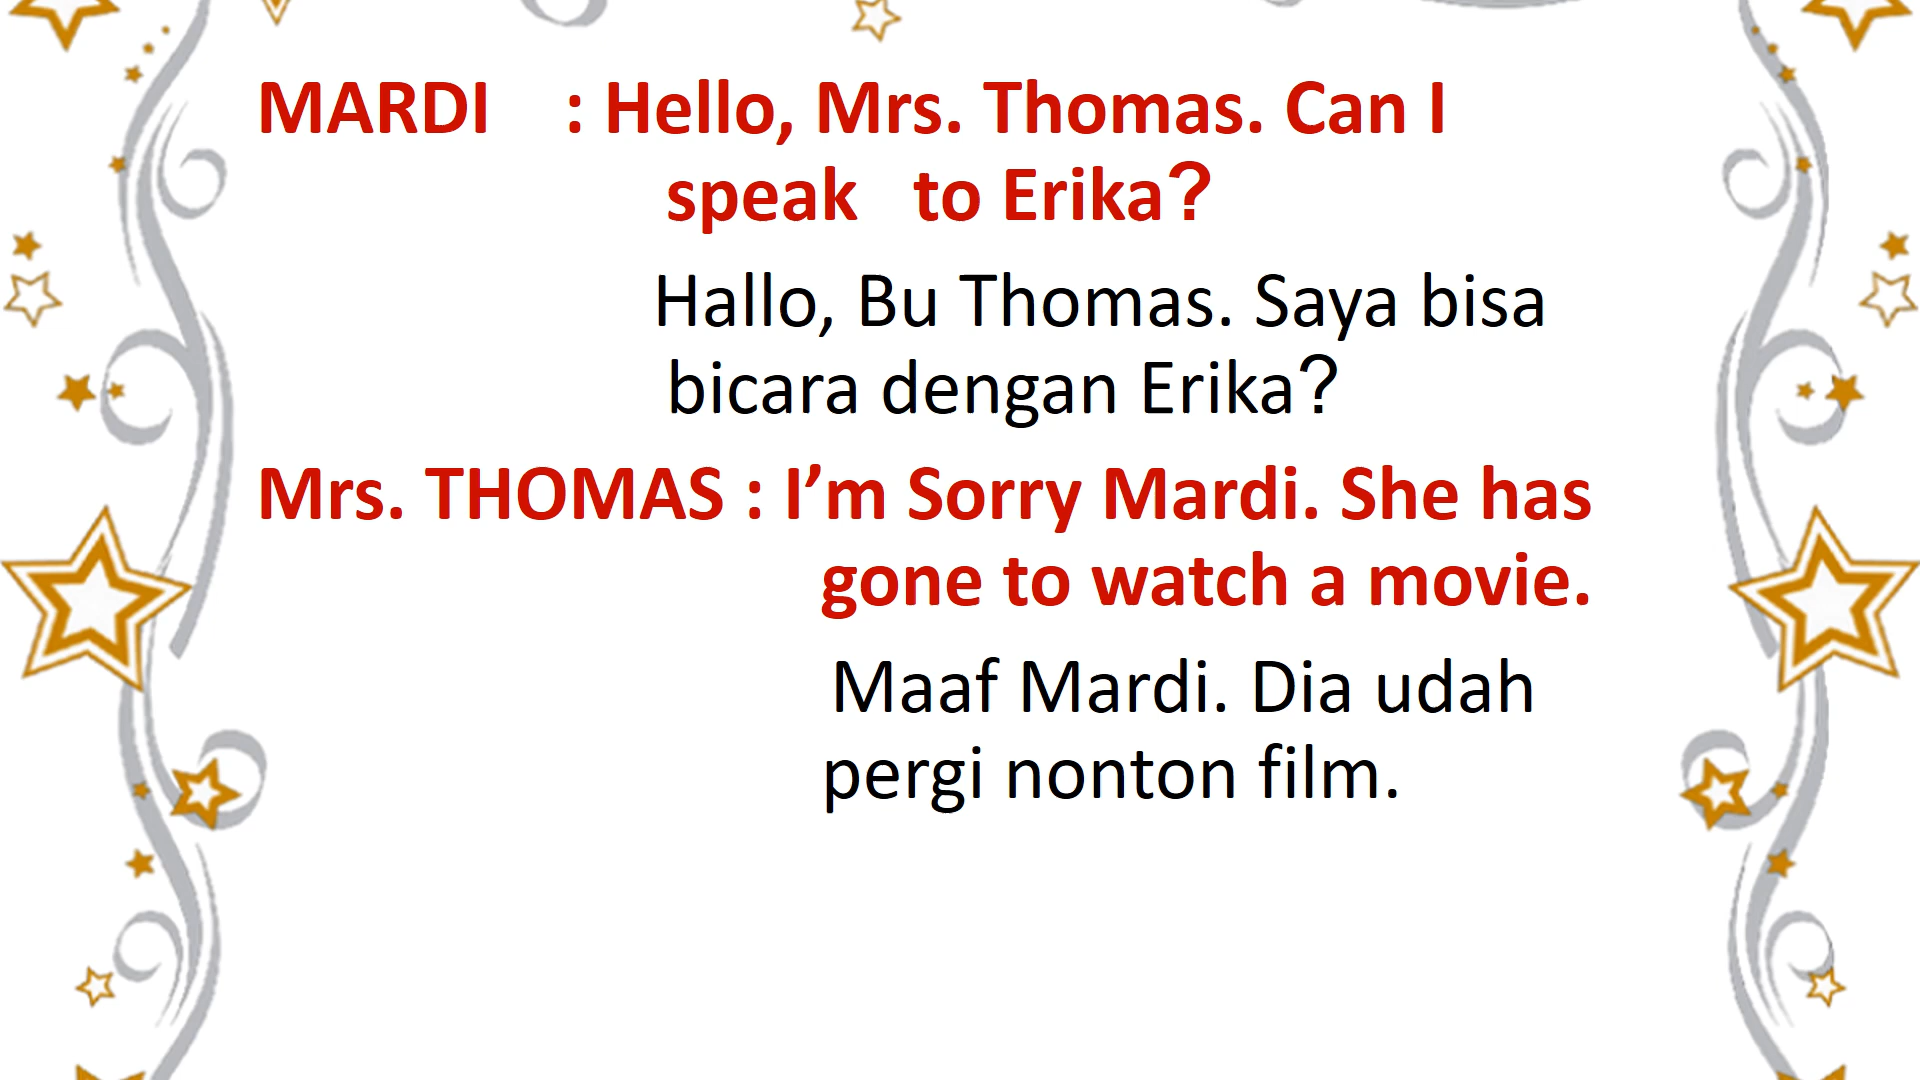 MARDI : Hello, Mrs. Thomas. Can I
speak to Erika?
Hallo, Bu Thomas. Saya bisa
bicara dengan Erika?
Mrs. THOMAS : I’m Sorry Mardi. She has
gone to watch a movie.
Maaf Mardi. Dia udah
pergi nonton film.